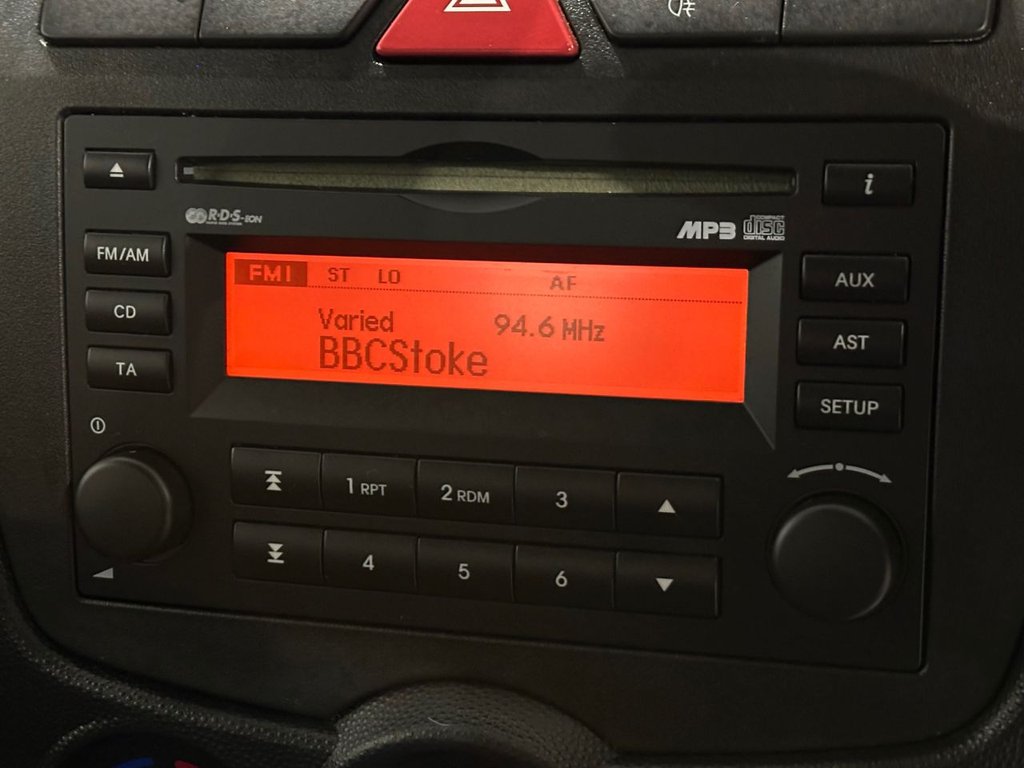 i
R·D·S-EON
MP3
COMPACT
disc
DIGITAL AUDIO
FM/AM
CD
TA
FM1 ST LO AF
Varied 94.6 MHz
BBCStoke
AUX
AST
SETUP
1 RPT
2 RDM
3
4
5
6